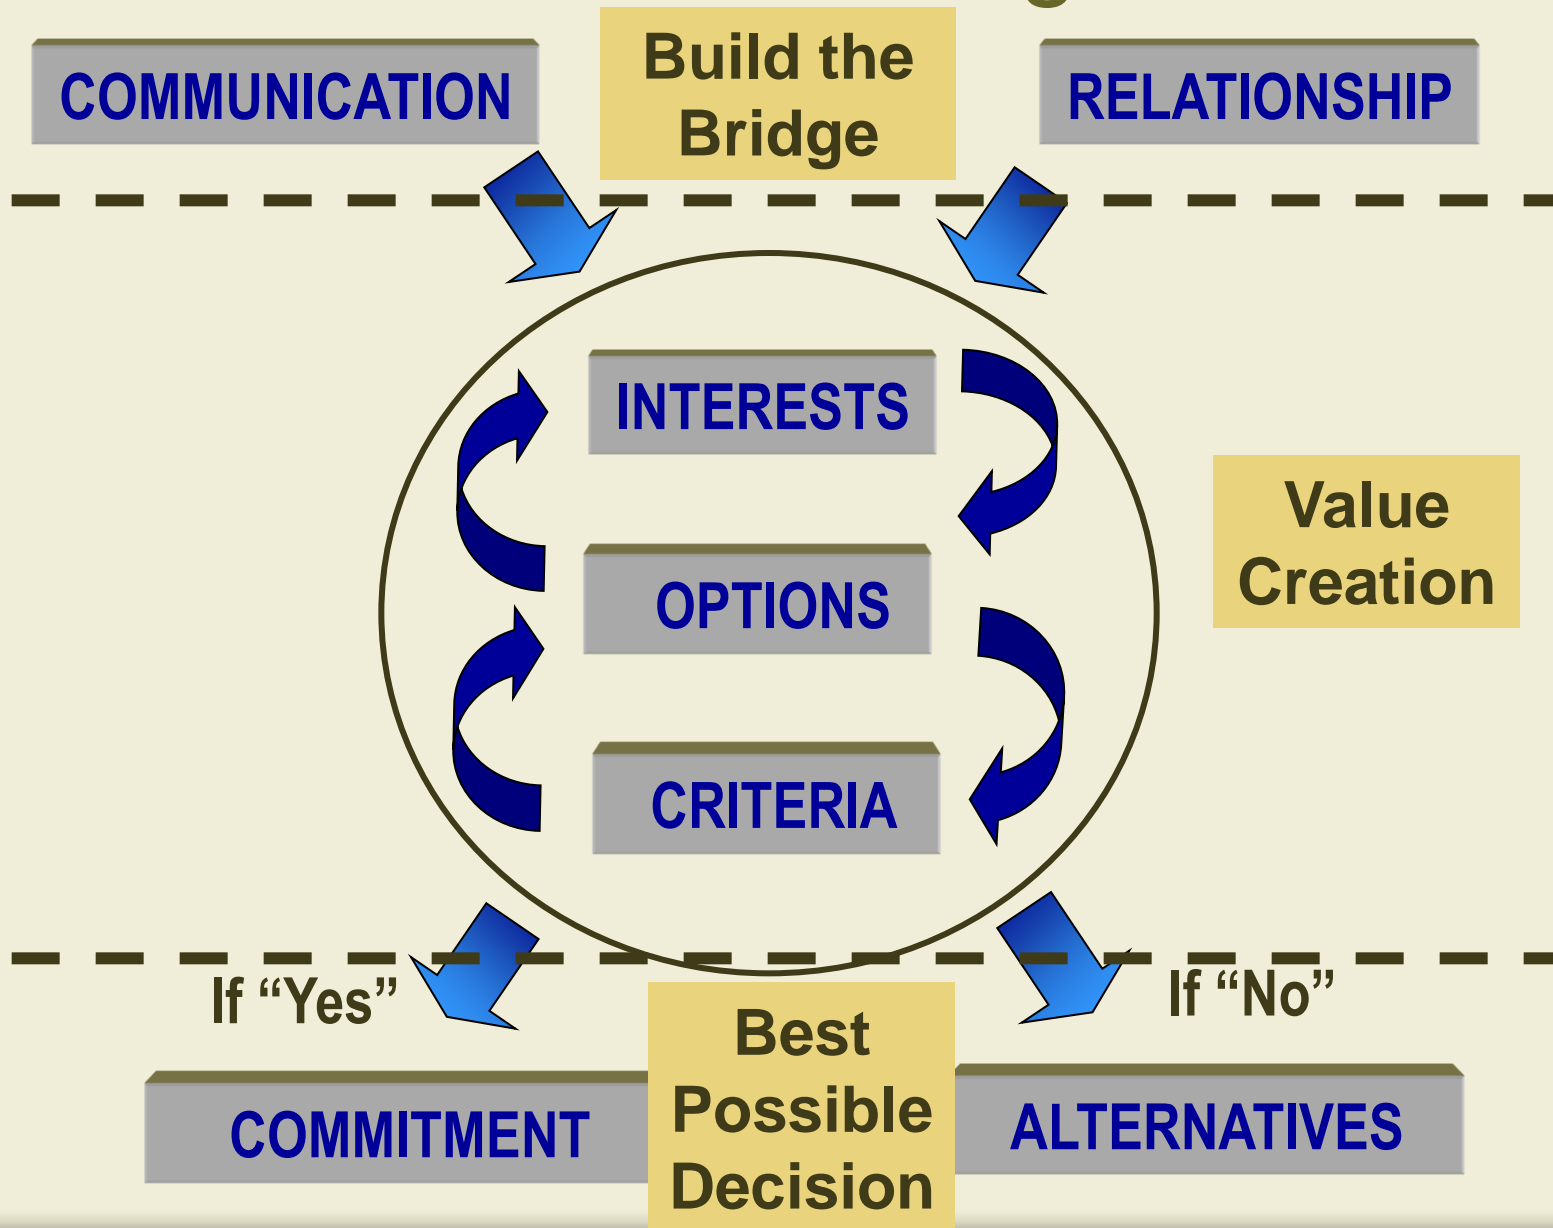 COMMUNICATION
Build the
Bridge
RELATIONSHIP
INTERESTS
OPTIONS
CRITERIA
Value
Creation
If “Yes”
If “No”
COMMITMENT
Best
Possible
Decision
ALTERNATIVES